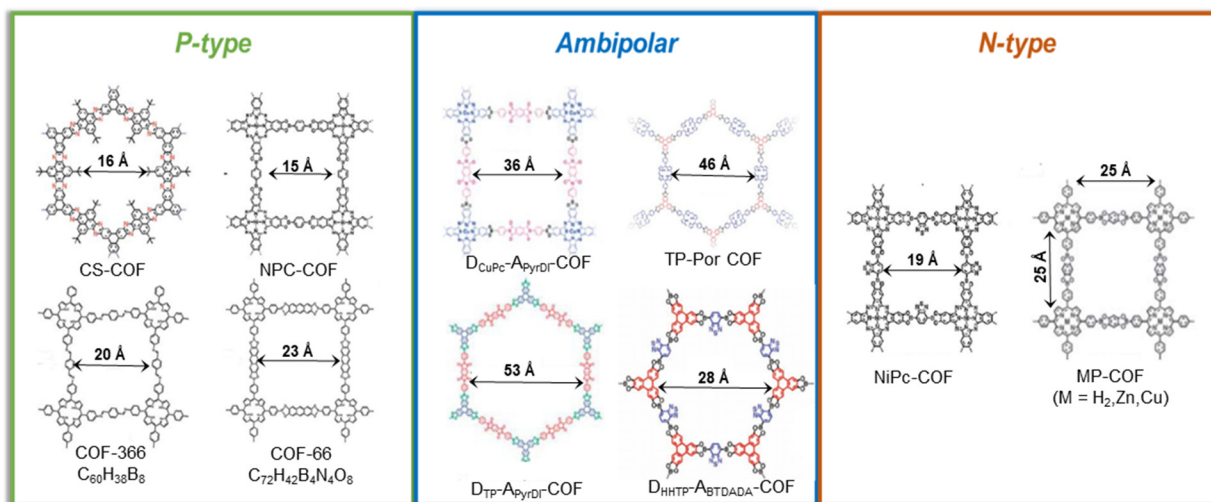 P-type
Ambipolar
N-type
16 Å
15 Å
CS-COF
NPC-COF
20 Å
23 Å
COF-366
C60H38B8
COF-66
C72H42B4N4O8
36 Å
46 Å
DCuPc-APyrDI-COF
TP-Por COF
53 Å
28 Å
DTP-APyrDI-COF
DHHTP-ABTDADA-COF
19 Å
25 Å
25 Å
NiPc-COF
MP-COF
(M = H2,Zn,Cu)